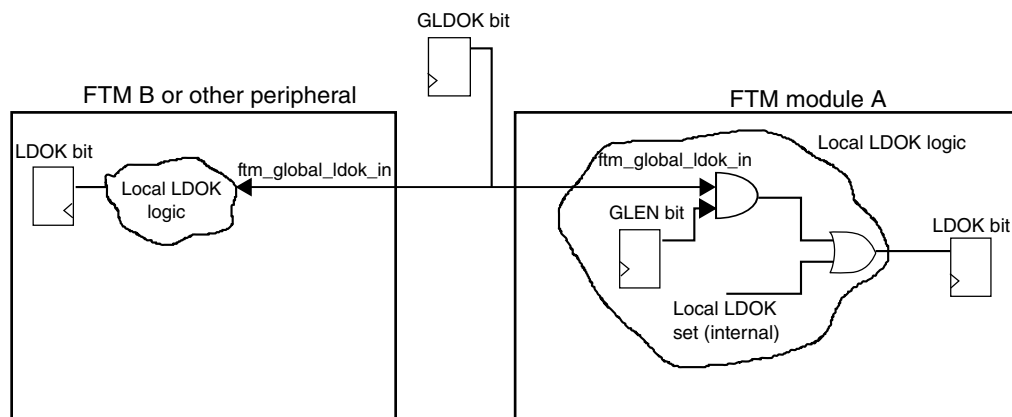 GLDOK bit
FTM B or other peripheral
FTM module A
LDOK bit
Local LDOK
logic
ftm_global_ldok_in
ftm_global_ldok_in
Local LDOK logic
GLEN bit
LDOK bit
Local LDOK
set (internal)